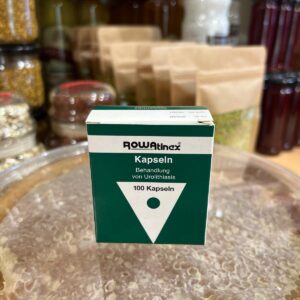 ROWAtinex®
Kapseln
Behandlung
von Urolithiasis
100 Kapseln